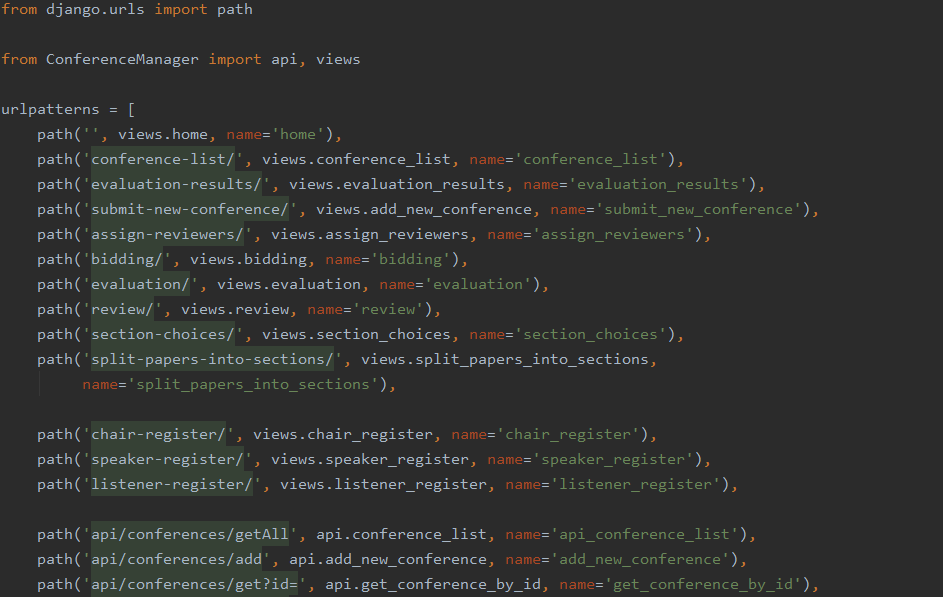 from django.urls import path
from ConferenceManager import api, views
urlpatterns = [
path('', views.home, name='home'),
path('conference-list/', views.conference_list, name='conference_list'),
path('evaluation-results/', views.evaluation_results, name='evaluation_results'),
path('submit-new-conference/', views.add_new_conference, name='submit_new_conference'),
path('assign-reviewers/', views.assign_reviewers, name='assign_reviewers'),
path('bidding/', views.bidding, name='bidding'),
path('evaluation/', views.evaluation, name='evaluation'),
path('review/', views.review, name='review'),
path('section-choices/', views.section_choices, name='section_choices'),
path('split-papers-into-sections/', views.split_papers_into_sections,
name='split_papers_into_sections'),
path('chair-register/', views.chair_register, name='chair_register'),
path('speaker-register/', views.speaker_register, name='speaker_register'),
path('listener-register/', views.listener_register, name='listener_register'),
path('api/conferences/getAll', api.conference_list, name='api_conference_list'),
path('api/conferences/add', api.add_new_conference, name='add_new_conference'),
path('api/conferences/get?id=', api.get_conference_by_id, name='get_conference_by_id'),